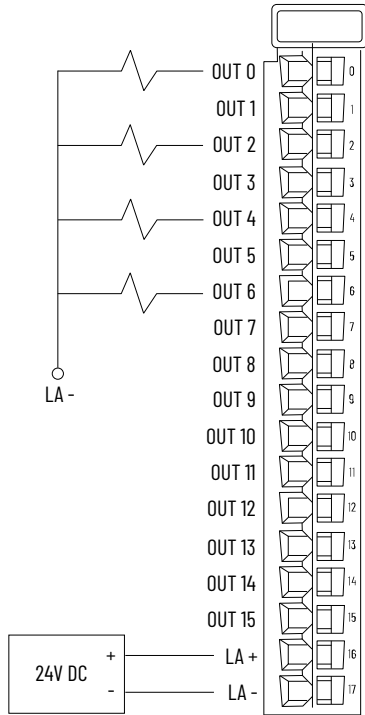 OUT 0 0
OUT 1 1
OUT 2 2
OUT 3 3
OUT 4 4
OUT 5 5
OUT 6 6
OUT 7 7
OUT 8 8
LA -
OUT 9 9
OUT 10 10
OUT 11 11
OUT 12 12
OUT 13 13
OUT 14 14
OUT 15 15
+ LA + 16
24V DC
- LA - 17